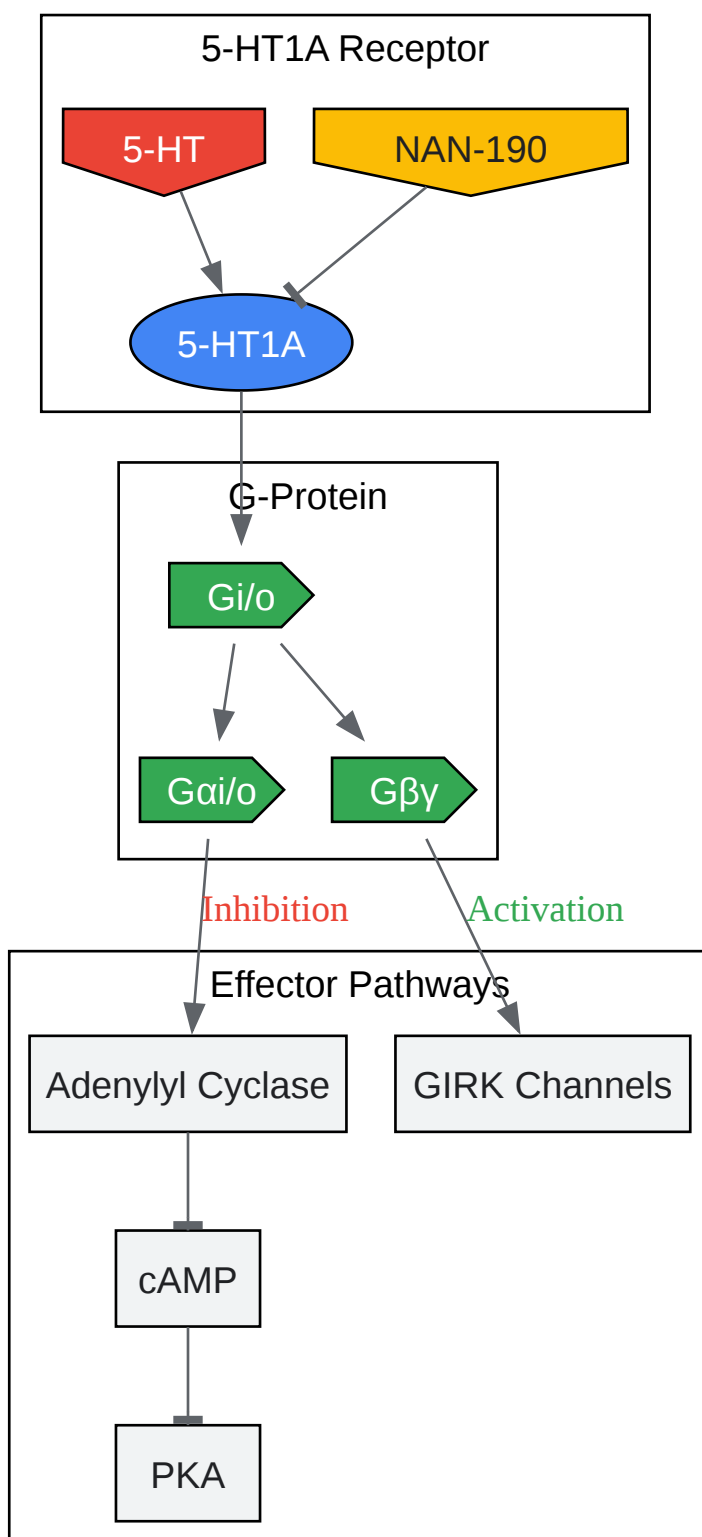 5-HT1A Receptor
5-HT
NAN-190
5-HT1A
G-Protein
Gi/o
Gαi/o
Gβγ
Inhibition
Activation
Effector Pathways
Adenylyl Cyclase
GIRK Channels
cAMP
PKA